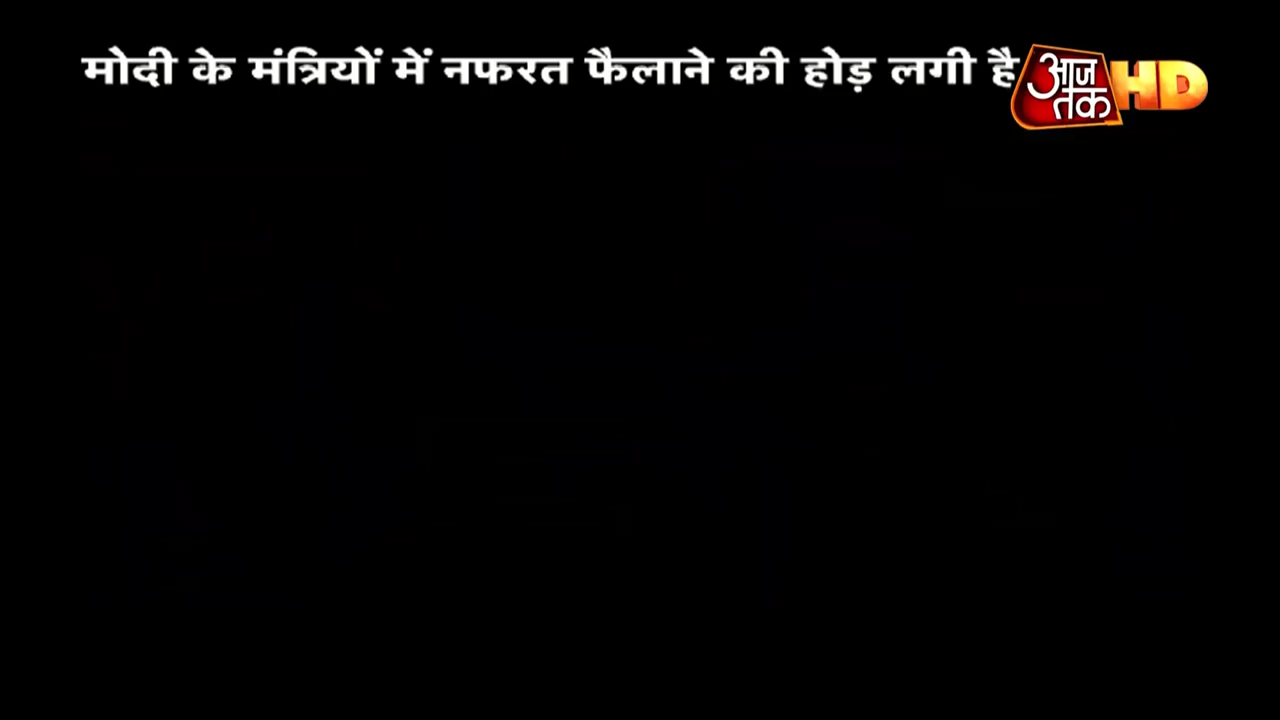 मोदी के मंत्रियों में नफरत फैलाने की होड़ लगी है
आज तक HD